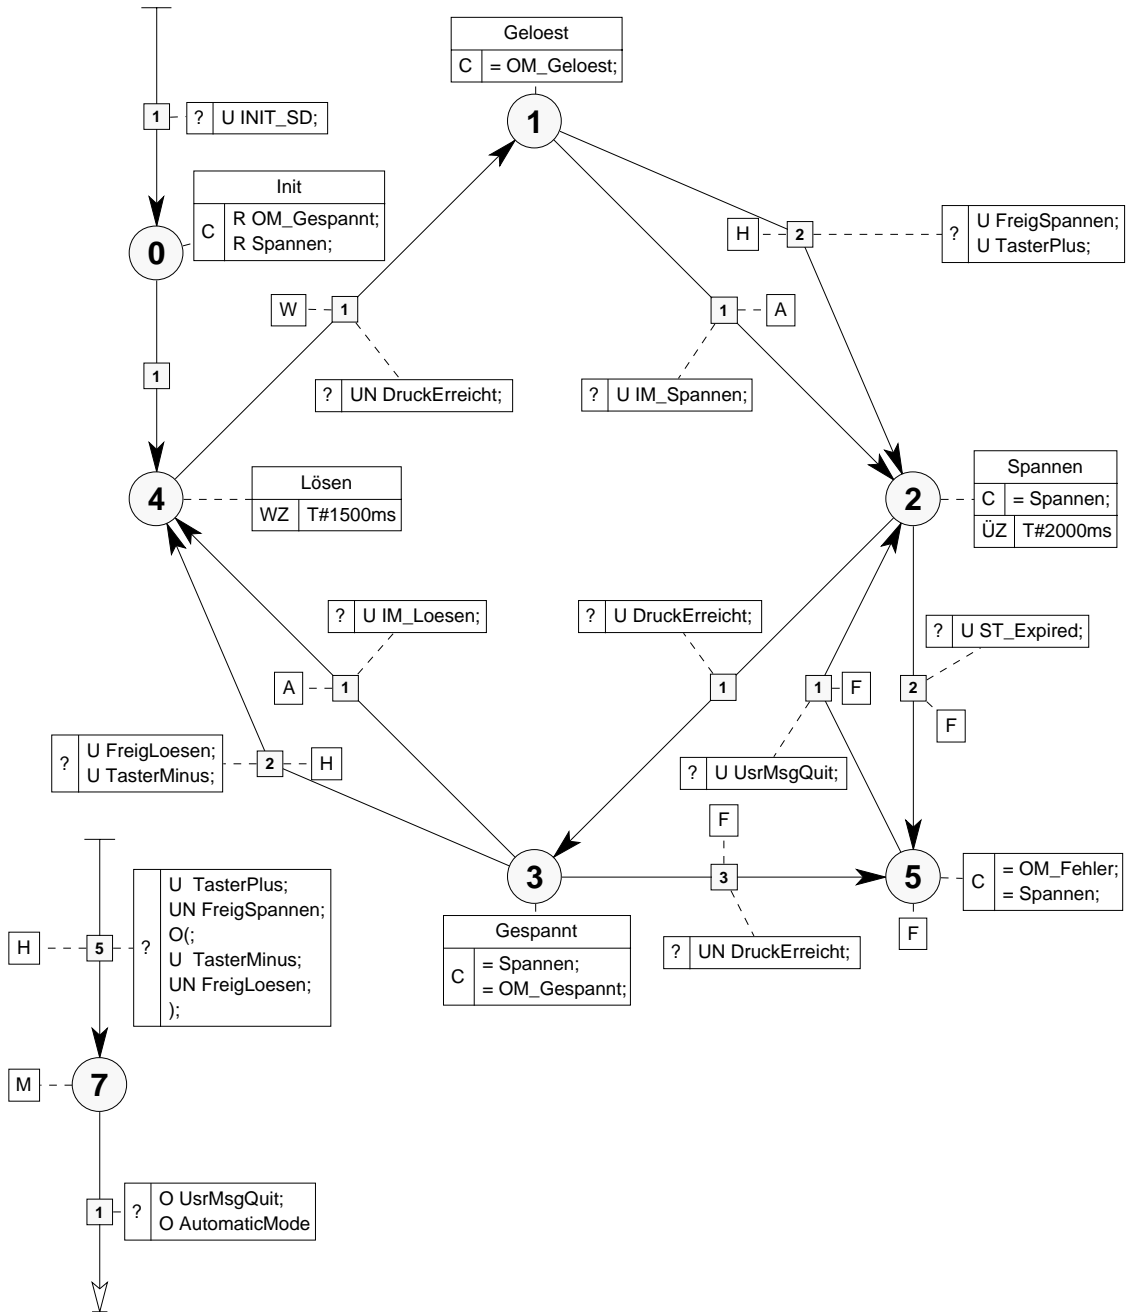 Geloest
C = OM_Geloest;
1
1 ? U INIT_SD;
Init
C R OM_Gespannt;
R Spannen;
0
H 2 ? U FreigSpannen;
U TasterPlus;
W 1
1 A
1
? UN DruckErreicht;
? U IM_Spannen;
4
Lösen
WZ T#1500ms
2
Spannen
C = Spannen;
ÜZ T#2000ms
? U IM_Loesen;
? U DruckErreicht;
? U ST_Expired;
A 1
1
1 F
2
F
? U FreigLoesen;
U TasterMinus;
2 H
? U UsrMsgQuit;
F
3
3
5
C = OM_Fehler;
= Spannen;
F
Gespannt
C = Spannen;
= OM_Gespannt;
? UN DruckErreicht;
H 5 ?
U TasterPlus;
UN FreigSpannen;
O(;
U TasterMinus;
UN FreigLoesen;
);
M 7
1 ? O UsrMsgQuit;
O AutomaticMode